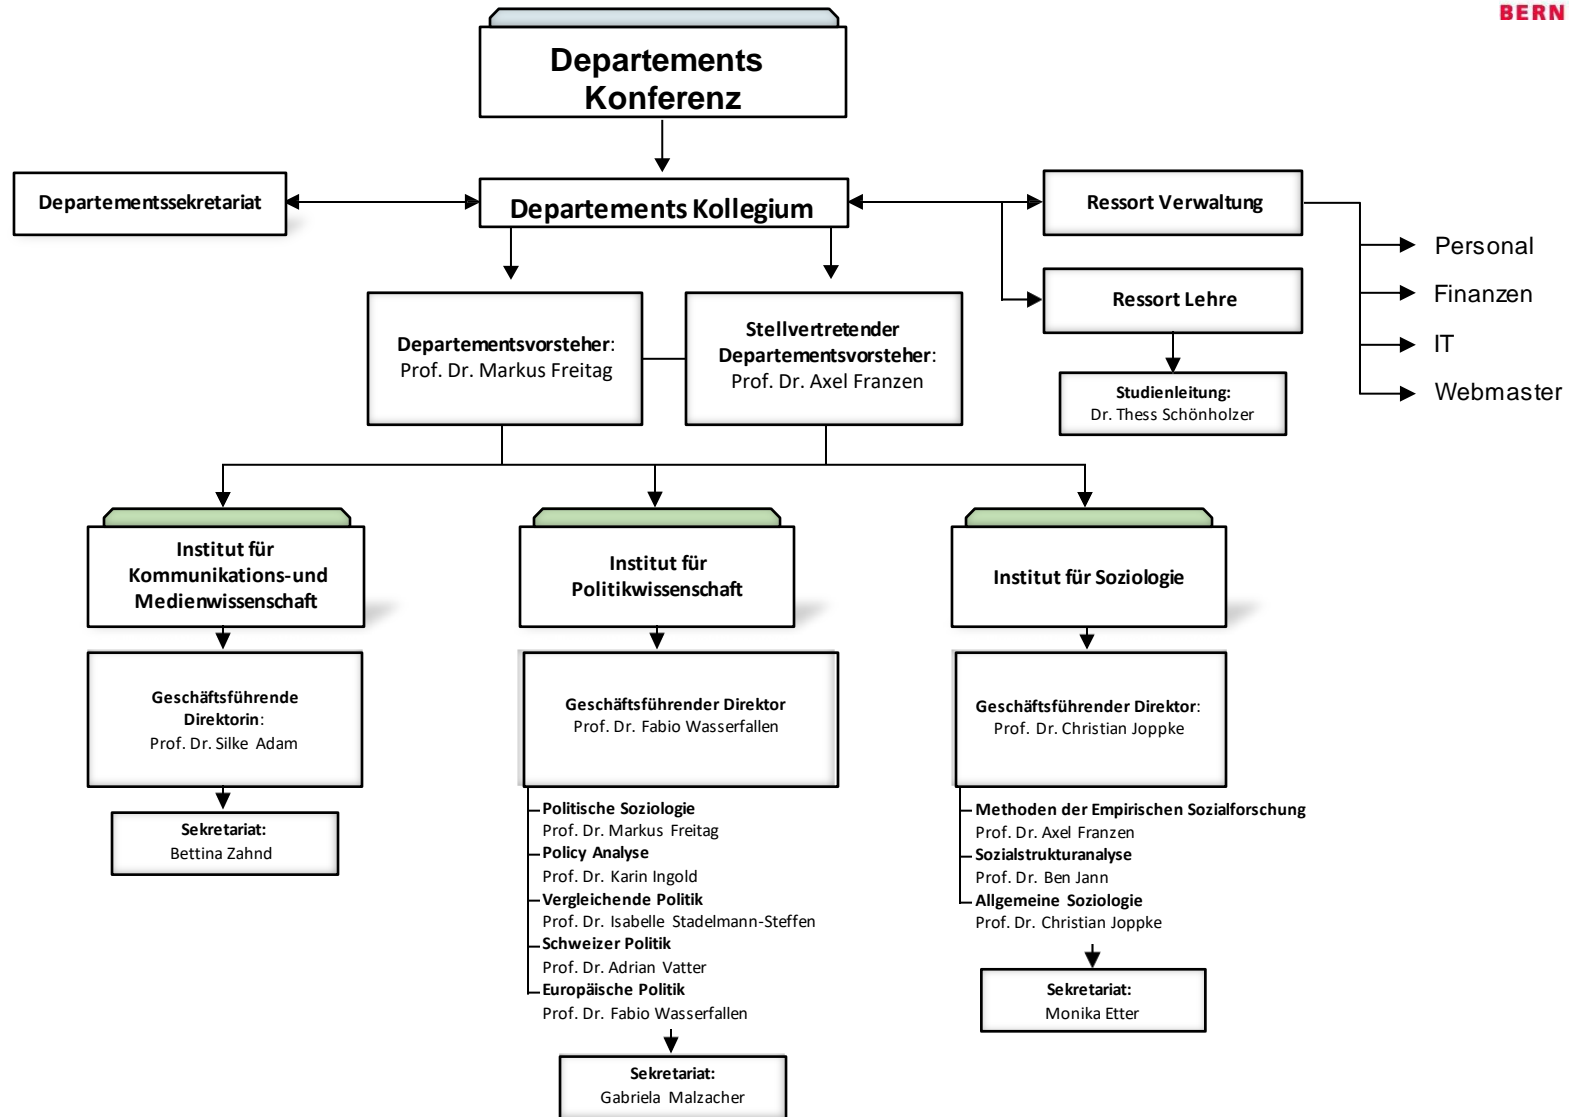 BERN
Departements
Konferenz
Departementssekretariat
Departements Kollegium
Ressort Verwaltung
Personal
Finanzen
IT
Webmaster
Ressort Lehre
Studienleitung:
Dr. Thess Schönholzer
Departementsvorsteher:
Prof. Dr. Markus Freitag
Stellvertretender
Departementsvorsteher:
Prof. Dr. Axel Franzen
Institut für
Kommunikations-und
Medienwissenschaft
Geschäftsführende
Direktorin:
Prof. Dr. Silke Adam
Sekretariat:
Bettina Zahnd
Institut für
Politikwissenschaft
Geschäftsführender Direktor
Prof. Dr. Fabio Wasserfallen
Politische Soziologie
Prof. Dr. Markus Freitag
Policy Analyse
Prof. Dr. Karin Ingold
Vergleichende Politik
Prof. Dr. Isabelle Stadelmann-Steffen
Schweizer Politik
Prof. Dr. Adrian Vatter
Europäische Politik
Prof. Dr. Fabio Wasserfallen
Sekretariat:
Gabriela Malzacher
Institut für Soziologie
Geschäftsführender Direktor:
Prof. Dr. Christian Joppke
Methoden der Empirischen Sozialforschung
Prof. Dr. Axel Franzen
Sozialstrukturanalyse
Prof. Dr. Ben Jann
Allgemeine Soziologie
Prof. Dr. Christian Joppke
Sekretariat:
Monika Etter